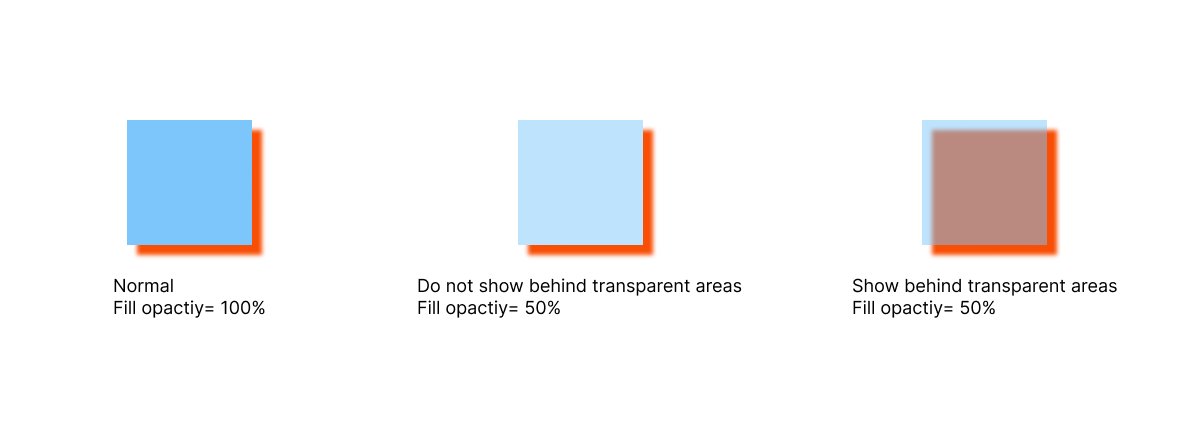 Normal
Fill opactiy= 100%
Do not show behind transparent areas
Fill opactiy= 50%
Show behind transparent areas
Fill opactiy= 50%